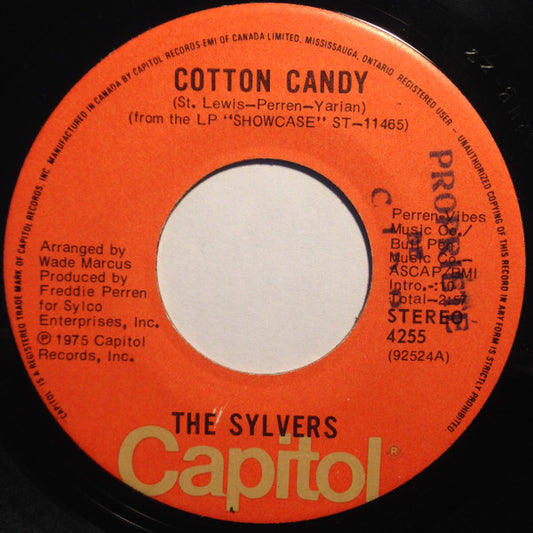 MANUFACTURED IN CANADA BY CAPITOL RECORDS-EMI OF CANADA LIMITED, MISSISSAUGA, ONTARIO. REGISTERED USER.
UNAUTHORIZED COPYING OF THIS RECORD IN ANY FORM IS STRICTLY PROHIBITED.
COTTON CANDY
(St. Lewis-Perren-Yarian)
(from the LP "SHOWCASE" ST-11465)
Arranged by
Wade Marcus
Produced by
Freddie Perren
for Sylco
Enterprises, Inc.
℗ 1975 Capitol
Records, Inc.
Perren Vibes
Music Co./
Music Co.
Intro.-
Total-2:57
STEREO
4255
(92524A)
THE SYLVERS
Capitol®
'CAPITOL' IS A REGISTERED TRADE MARK OF CAPITOL RECORDS, INC.